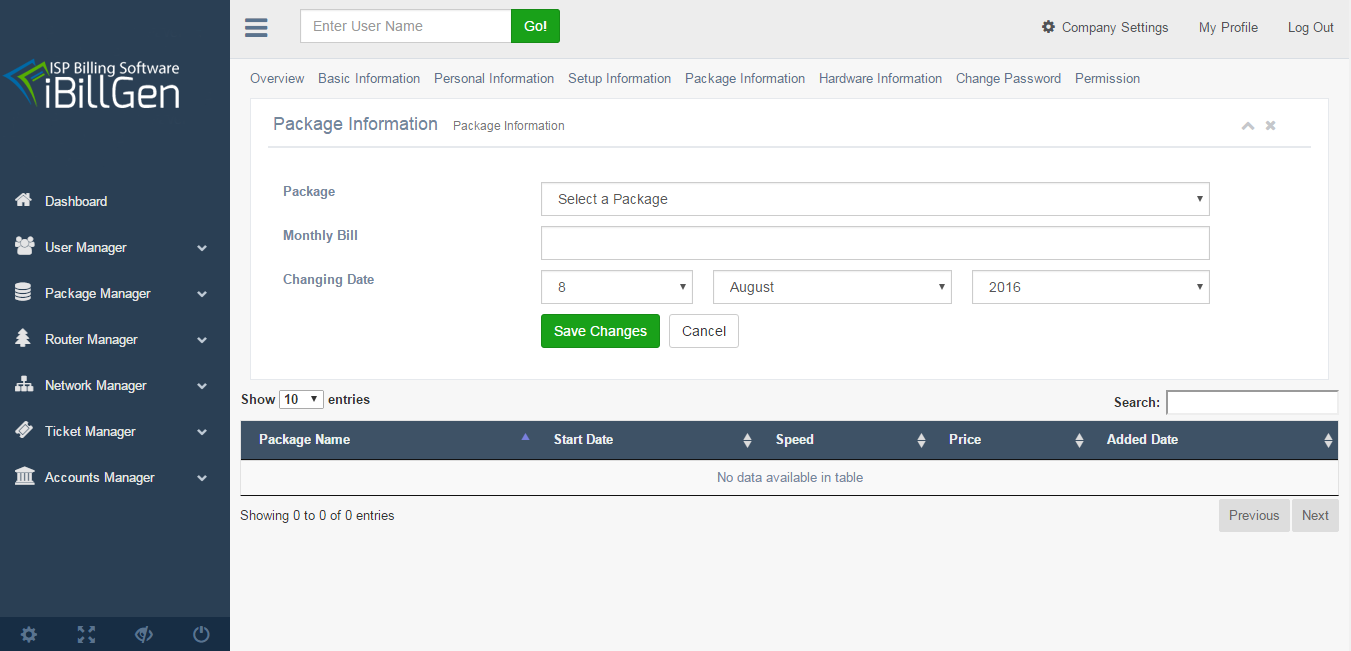 ISP Billing Software
iBillGen
Enter User Name Go! Company Settings My Profile Log Out
Overview Basic Information Personal Information Setup Information Package Information Hardware Information Change Password Permission
Package Information Package Information
Dashboard
User Manager
Package Manager
Router Manager
Network Manager
Ticket Manager
Accounts Manager
Package Select a Package
Monthly Bill
Changing Date 8 August 2016
Save Changes Cancel
Show 10 entries Search:
Package Name Start Date Speed Price Added Date
No data available in table
Showing 0 to 0 of 0 entries Previous Next